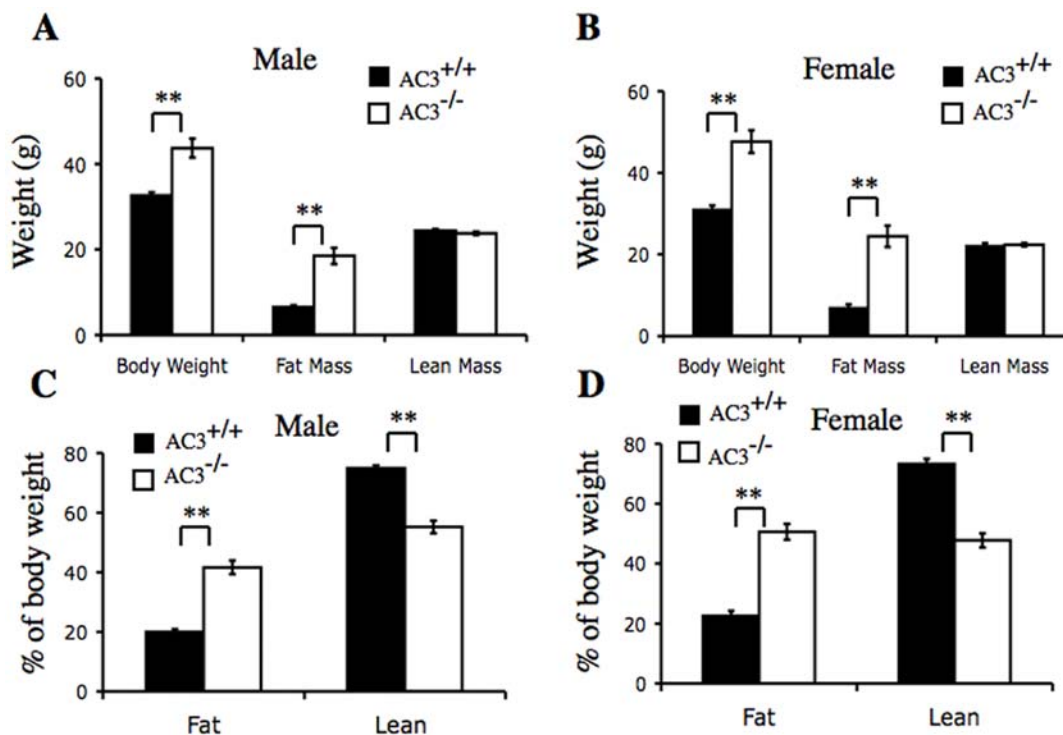 A
Male
AC3+/+
AC3-/-
Weight (g)
60
40
20
0
**
**
Body Weight
Fat Mass
Lean Mass
B
Female
AC3+/+
AC3-/-
Weight (g)
60
40
20
0
**
**
Body Weight
Fat Mass
Lean Mass
C
Male
AC3+/+
AC3-/-
% of body weight
80
60
40
20
0
**
**
Fat
Lean
D
Female
AC3+/+
AC3-/-
% of body weight
80
60
40
20
0
**
**
Fat
Lean